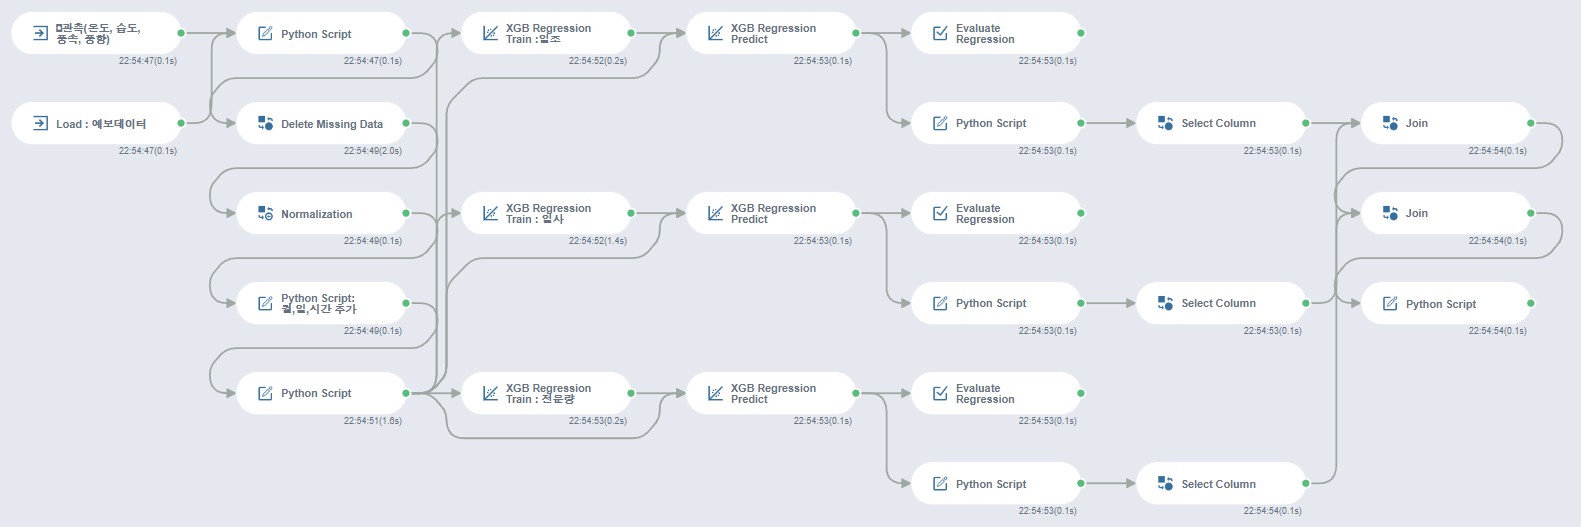 관측(온도, 습도,
풍속, 풍향)
22:54:47(0.1s)
Python Script
22:54:47(0.1s)
XGB Regression
Train :일조
22:54:52(0.2s)
XGB Regression
Predict
22:54:53(0.1s)
Evaluate
Regression
22:54:53(0.1s)
Load : 예보데이터
22:54:47(0.1s)
Delete Missing Data
22:54:49(2.0s)
Python Script
22:54:53(0.1s)
Select Column
22:54:53(0.1s)
Join
22:54:54(0.1s)
Normalization
22:54:49(0.1s)
XGB Regression
Train : 일사
22:54:52(1.4s)
XGB Regression
Predict
22:54:53(0.1s)
Evaluate
Regression
22:54:53(0.1s)
Join
22:54:54(0.1s)
Python Script:
월,일,시간 추가
22:54:49(0.1s)
Python Script
22:54:53(0.1s)
Select Column
22:54:53(0.1s)
Python Script
22:54:54(0.1s)
Python Script
22:54:51(1.6s)
XGB Regression
Train : 전운량
22:54:53(0.2s)
XGB Regression
Predict
22:54:53(0.1s)
Evaluate
Regression
22:54:53(0.1s)
Python Script
22:54:53(0.1s)
Select Column
22:54:54(0.1s)